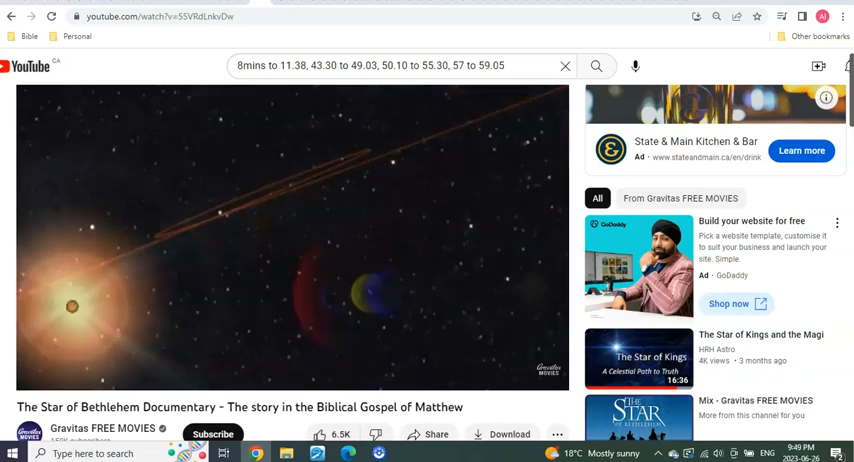 youtube.com/watch?v=55VRdLnkvDw
AI
Bible
Personal
Other bookmarks
YouTube CA
8mins to 11.38, 43.30 to 49.03, 50.10 to 55.30, 57 to 59.05
State & Main Kitchen & Bar
Ad · www.stateandmain.ca/en/drink
Learn more
All
From Gravitas FREE MOVIES
GoDaddy
Build your website for free
Pick a website template, customise it
to suit your business and launch your
site. Simple.
Ad · GoDaddy
Shop now
The Star of Kings
A Celestial Path to Truth
16:36
The Star of Kings and the Magi
HRH Astro
4K views • 3 months ago
Gravitas
MOVIES
The Star of Bethlehem Documentary - The story in the Biblical Gospel of Matthew
Gravitas FREE MOVIES
Subscribe
6.5K
Share
Download
THE
STAR
OF BETHLEHEM
Mix - Gravitas FREE MOVIES
More from this channel for you
Type here to search
18°C Mostly sunny
ENG
9:49 PM
2023-06-26
2